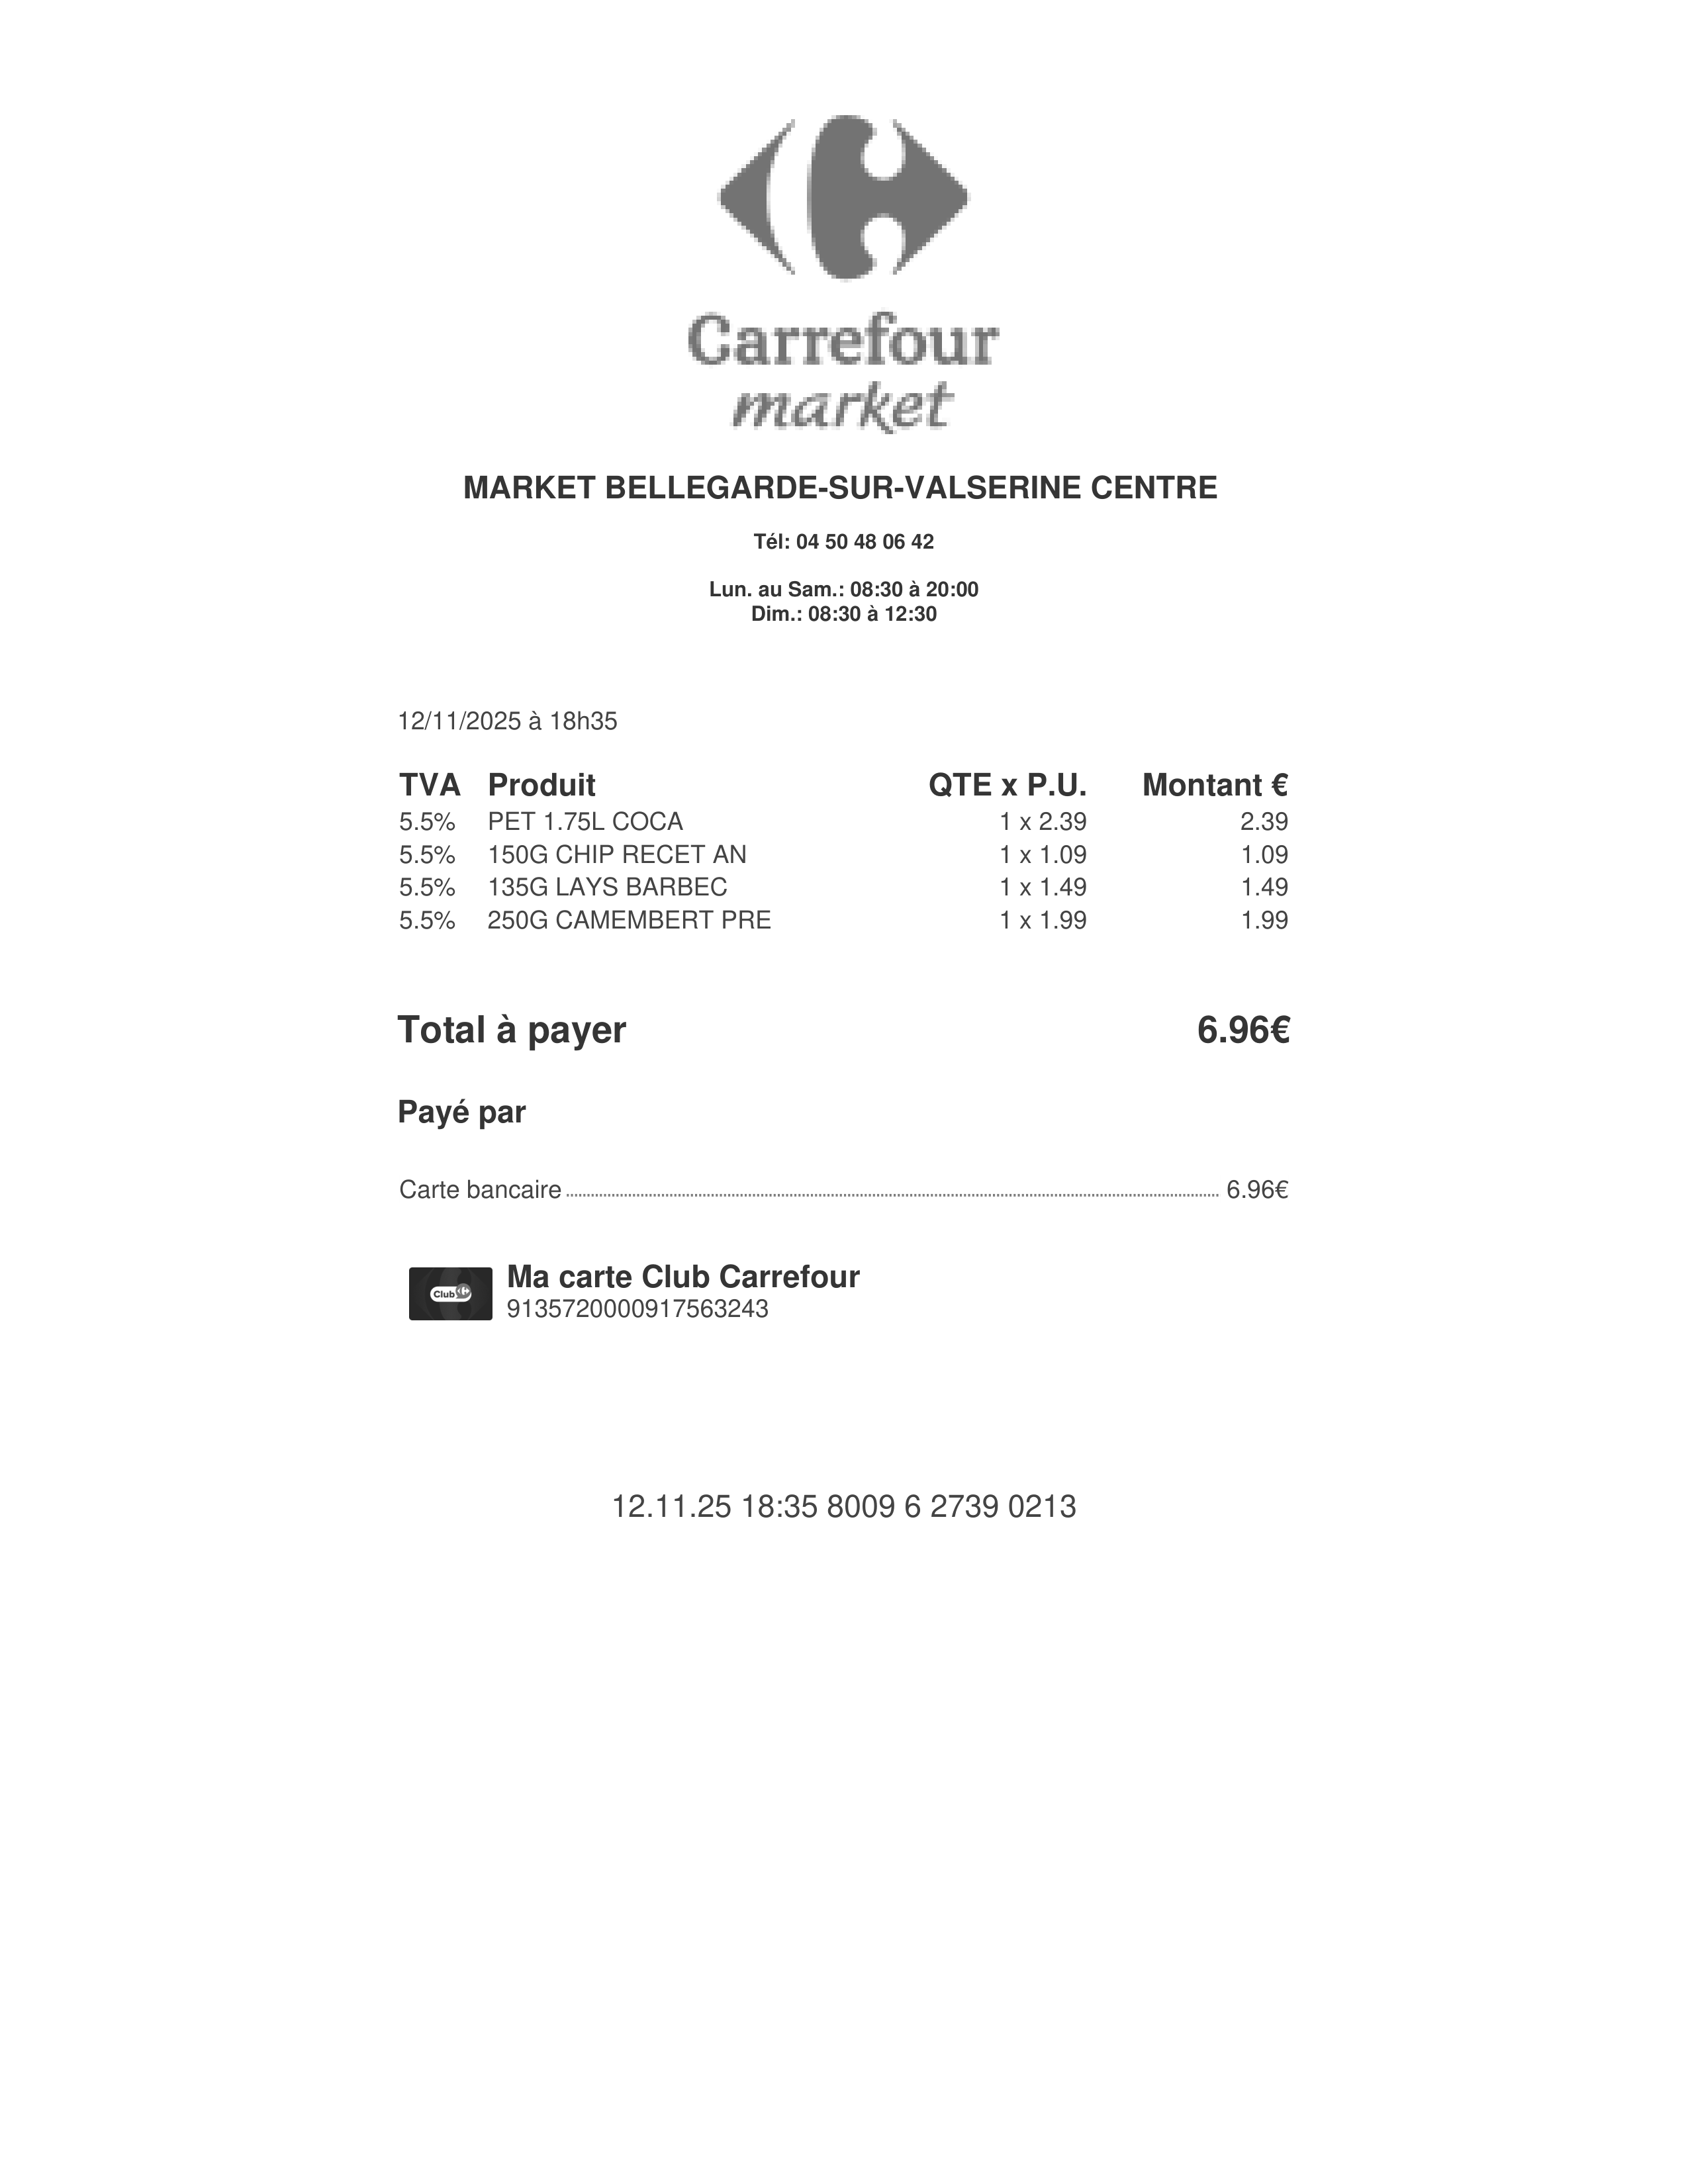 Carrefour
market
MARKET BELLEGARDE-SUR-VALSERINE CENTRE
Tél: 04 50 48 06 42
Lun. au Sam.: 08:30 à 20:00
Dim.: 08:30 à 12:30
12/11/2025 à 18h35
TVA Produit QTE x P.U. Montant €
5.5% PET 1.75L COCA 1 x 2.39 2.39
5.5% 150G CHIP RECET AN 1 x 1.09 1.09
5.5% 135G LAYS BARBEC 1 x 1.49 1.49
5.5% 250G CAMEMBERT PRE 1 x 1.99 1.99
Total à payer 6.96€
Payé par
Carte bancaire 6.96€
Club
Ma carte Club Carrefour
9135720000917563243
12.11.25 18:35 8009 6 2739 0213